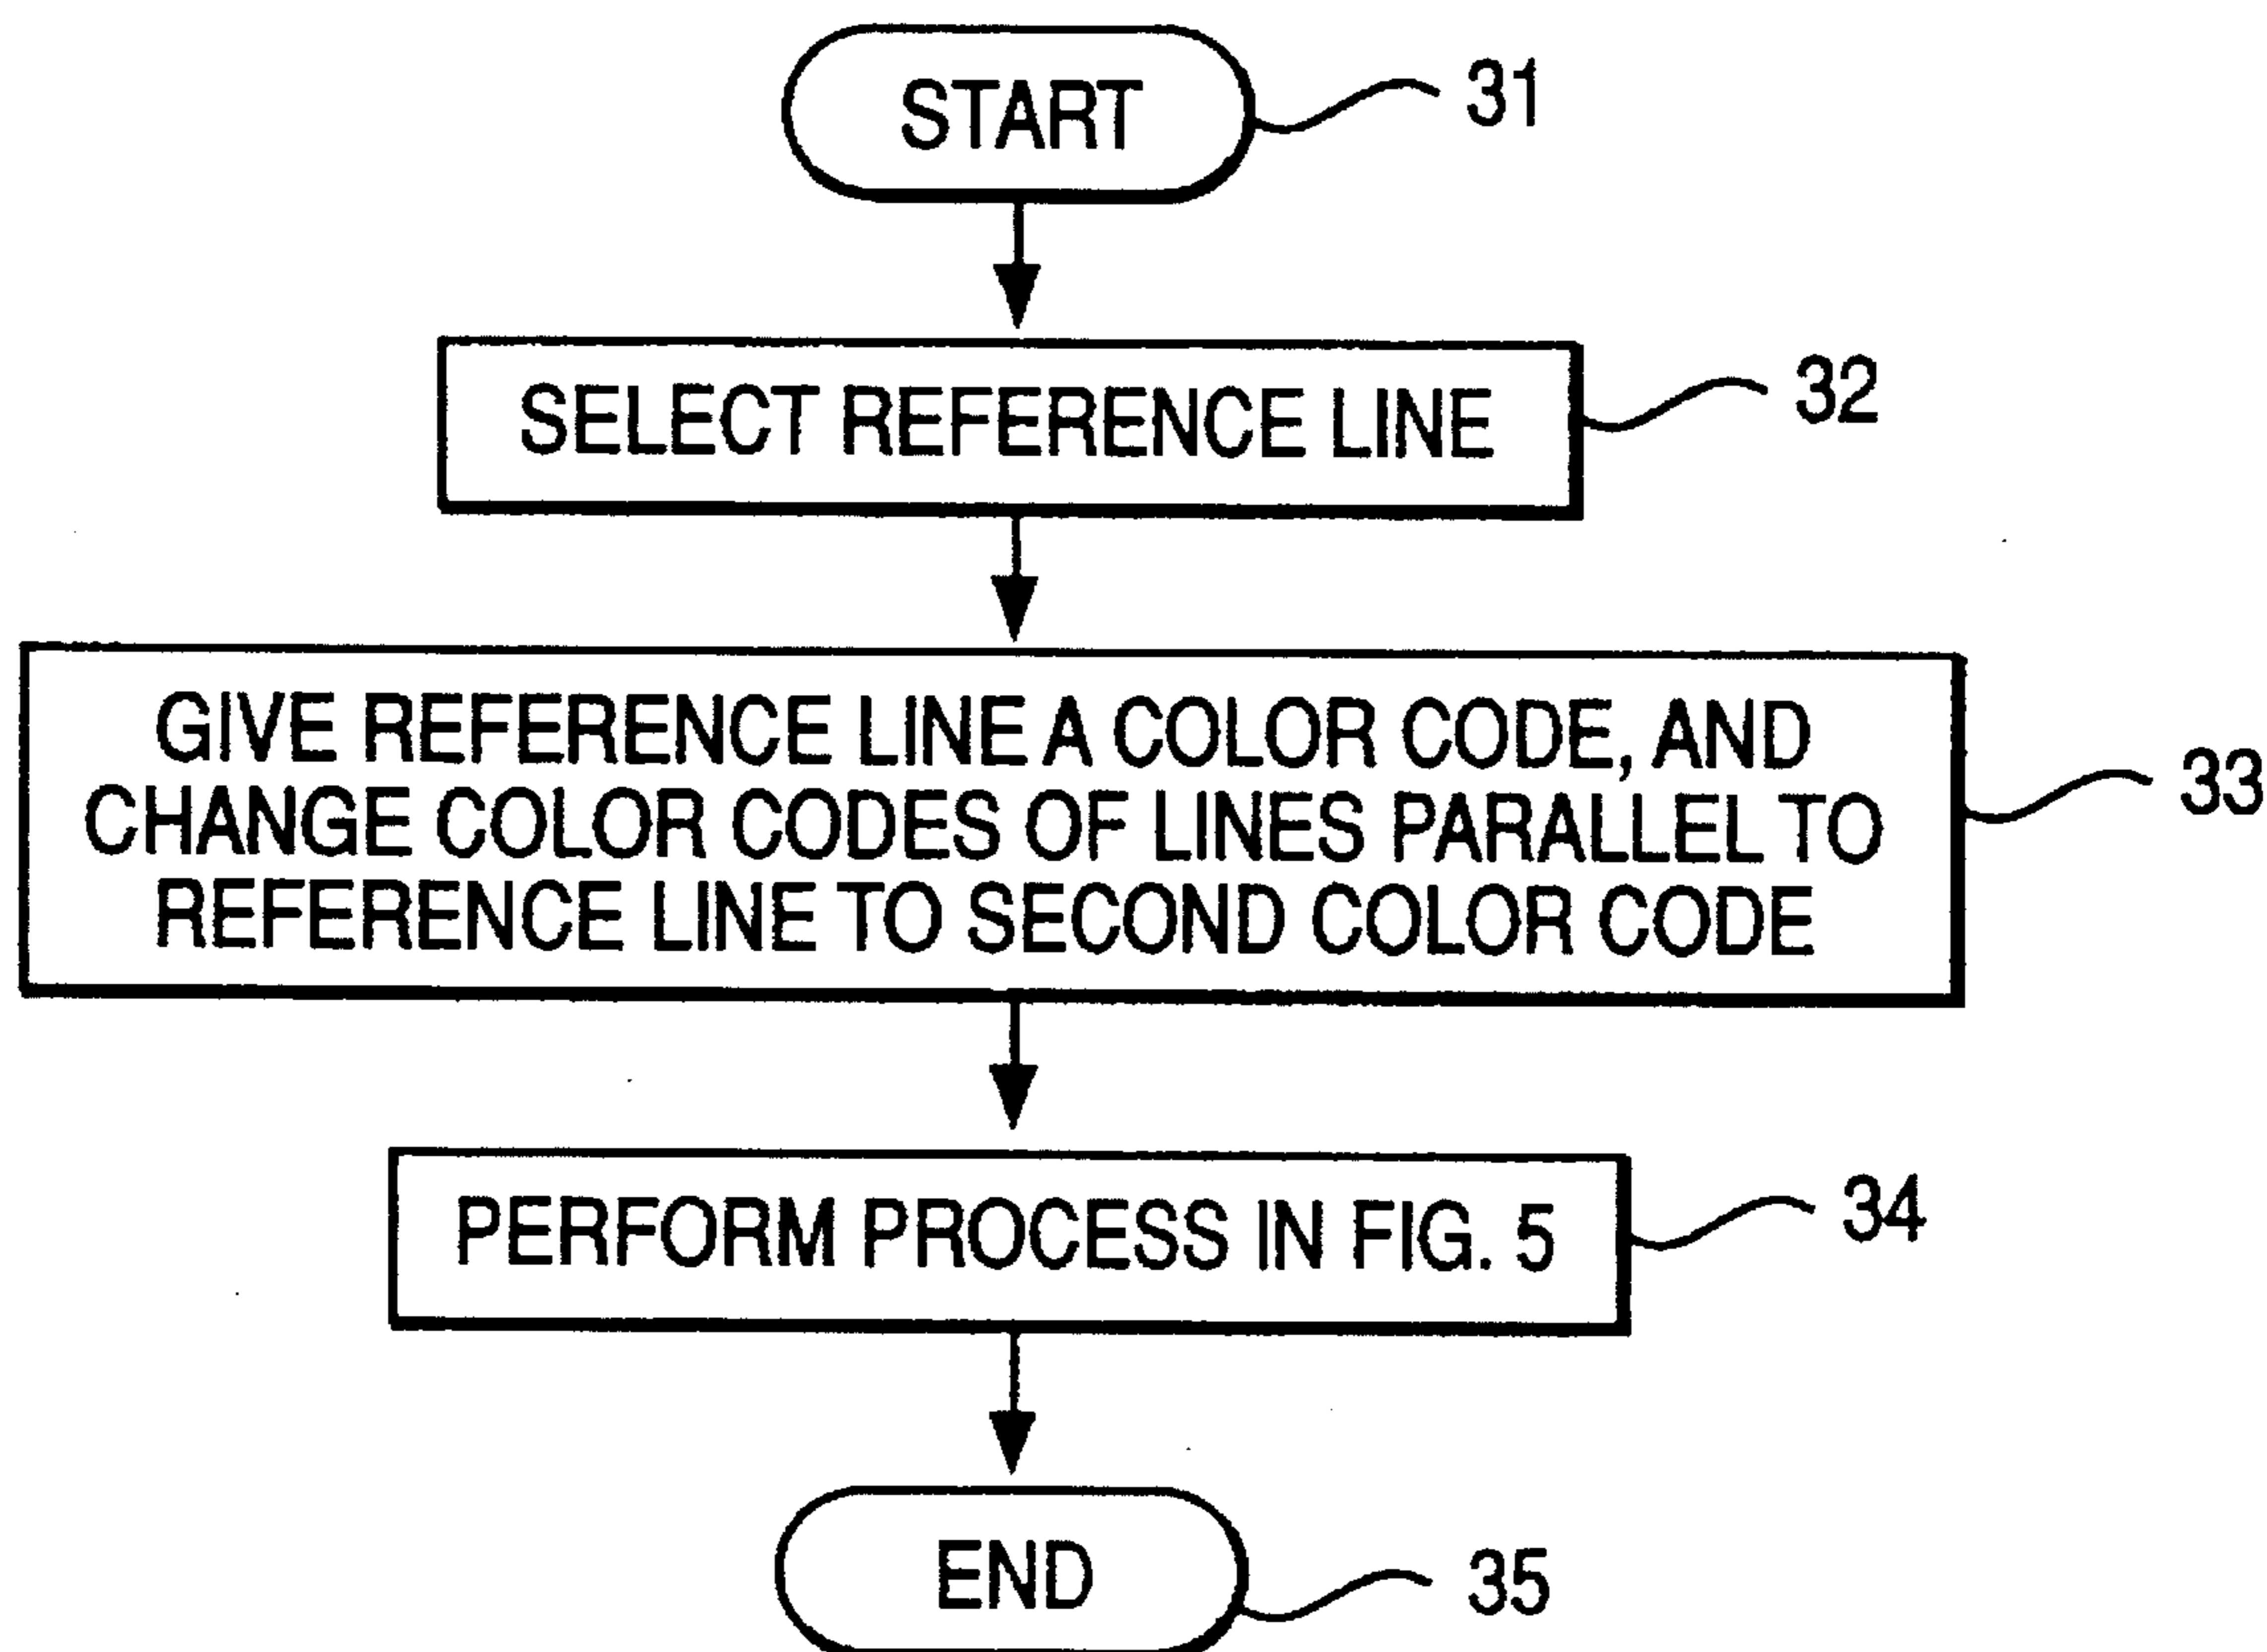 START
31
SELECT REFERENCE LINE
32
GIVE REFERENCE LINE A COLOR CODE, AND
CHANGE COLOR CODES OF LINES PARALLEL TO
REFERENCE LINE TO SECOND COLOR CODE
33
PERFORM PROCESS IN FIG. 5
34
END
35